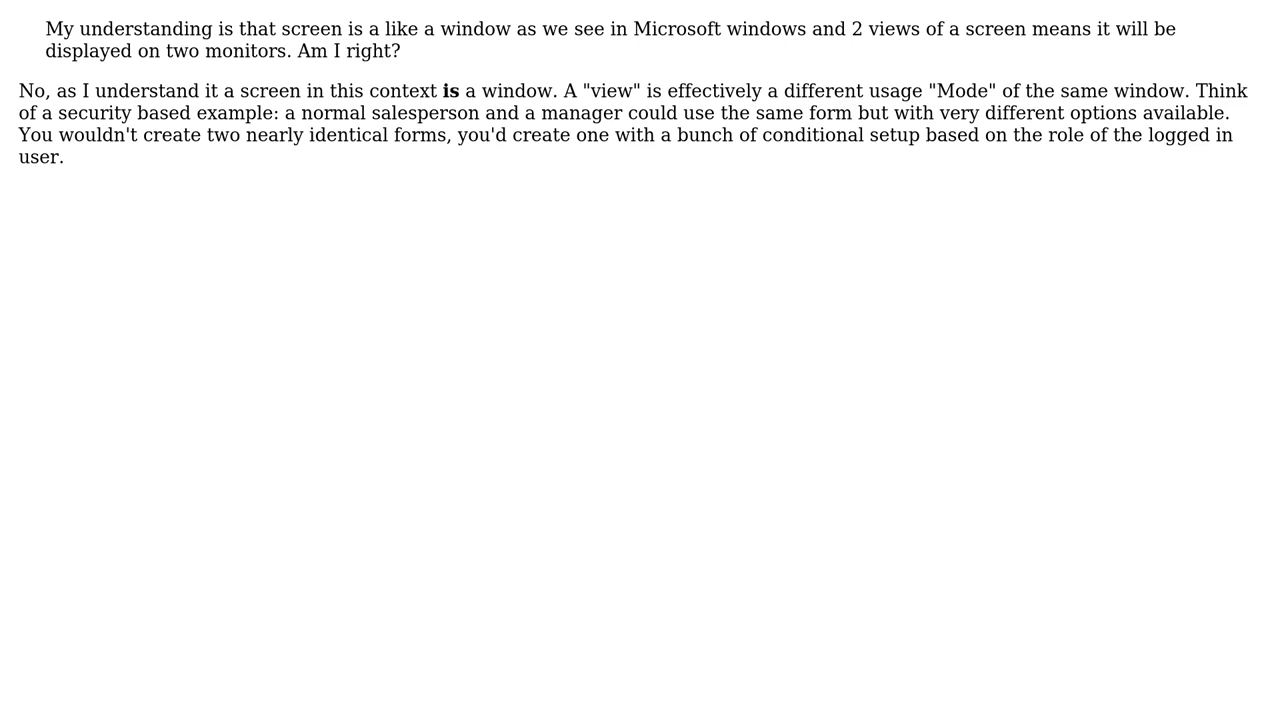 My understanding is that screen is a like a window as we see in Microsoft windows and 2 views of a screen means it will be
displayed on two monitors. Am I right?
No, as I understand it a screen in this context is a window. A "view" is effectively a different usage "Mode" of the same window. Think
of a security based example: a normal salesperson and a manager could use the same form but with very different options available.
You wouldn't create two nearly identical forms, you'd create one with a bunch of conditional setup based on the role of the logged in
user.